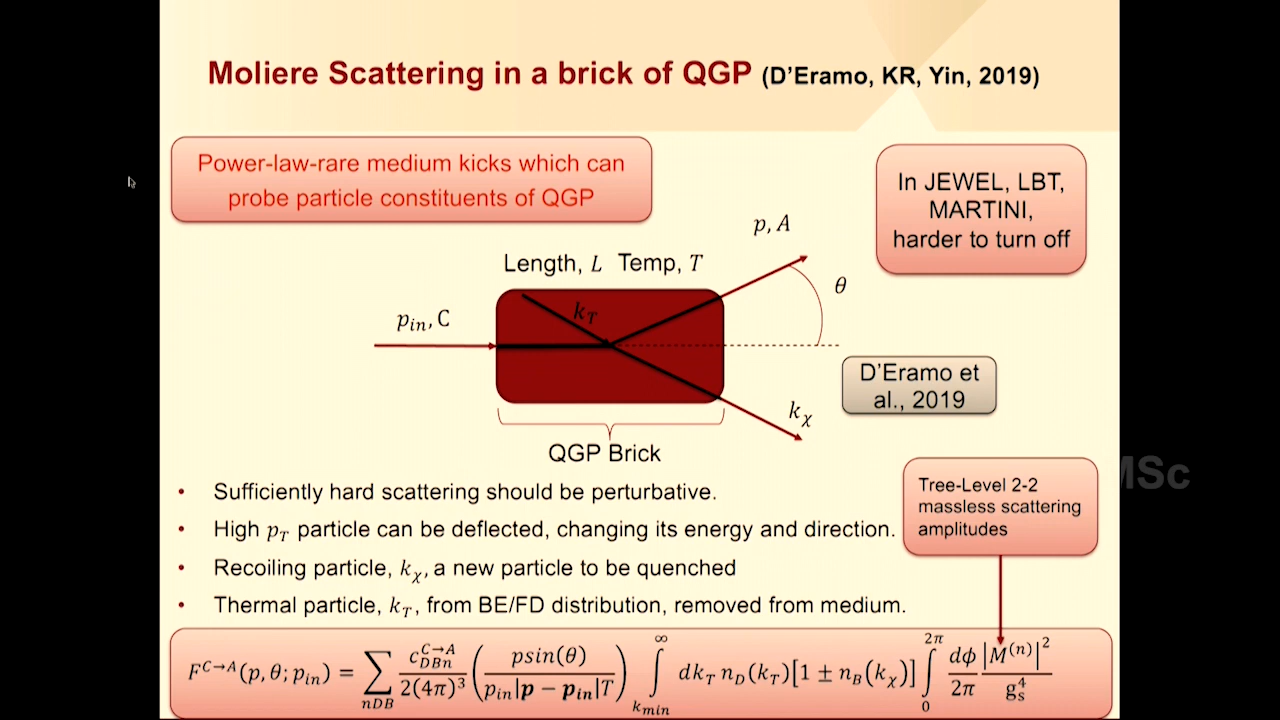 Moliere Scattering in a brick of QGP (D'Eramo, KR, Yin, 2019)
Power-law-rare medium kicks which can
probe particle constituents of QGP
In JEWEL, LBT,
MARTINI,
harder to turn off
p, A
Length, L Temp, T
θ
k_T
p_in, C
D'Eramo et
al., 2019
k_χ
QGP Brick
MSc
• Sufficiently hard scattering should be perturbative.
• High p_T particle can be deflected, changing its energy and direction.
• Recoiling particle, k_χ, a new particle to be quenched
• Thermal particle, k_T, from BE/FD distribution, removed from medium.
Tree-Level 2-2
massless scattering
amplitudes
F^{C→A}(p, θ; p_in) = ∑_{nDB} c_{DBn}^{C→A} / 2(4π)^3 (psin(θ) / p_in|p − p_in|T) ∫_{k_min}^{∞} dk_T n_D(k_T)[1 ± n_B(k_χ)] ∫_0^{2π} dϕ/2π |M^{(n)}|^2 / g_s^4